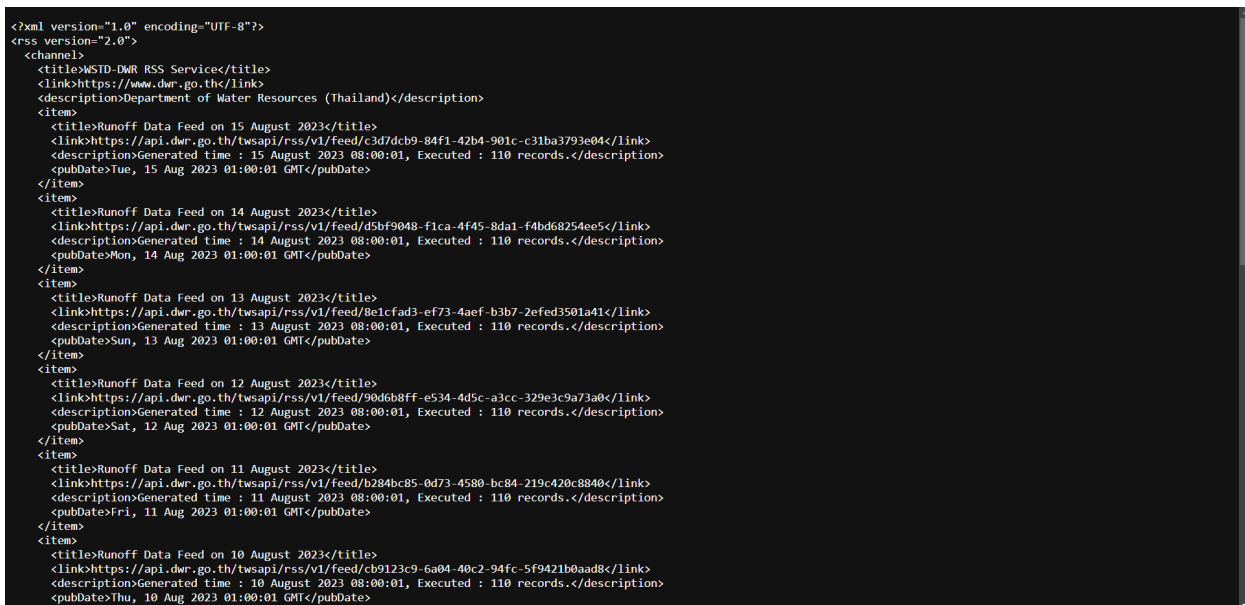 <?xml version="1.0" encoding="UTF-8"?>
<rss version="2.0">
<channel>
<title>WSTD-DWR RSS Service</title>
<link>https://www.dwr.go.th</link>
<description>Department of Water Resources (Thailand)</description>
<item>
<title>Runoff Data Feed on 15 August 2023</title>
<link>https://api.dwr.go.th/twsapi/rss/v1/feed/c3d7dcb9-84f1-42b4-901c-c31ba3793e04</link>
<description>Generated time : 15 August 2023 08:00:01, Executed : 110 records.</description>
<pubDate>Tue, 15 Aug 2023 01:00:01 GMT</pubDate>
</item>
<item>
<title>Runoff Data Feed on 14 August 2023</title>
<link>https://api.dwr.go.th/twsapi/rss/v1/feed/d5bf9048-f1ca-4f45-8da1-f4bd68254ee5</link>
<description>Generated time : 14 August 2023 08:00:01, Executed : 110 records.</description>
<pubDate>Mon, 14 Aug 2023 01:00:01 GMT</pubDate>
</item>
<item>
<title>Runoff Data Feed on 13 August 2023</title>
<link>https://api.dwr.go.th/twsapi/rss/v1/feed/8e1cfad3-ef73-4aef-b3b7-2efed3501a41</link>
<description>Generated time : 13 August 2023 08:00:01, Executed : 110 records.</description>
<pubDate>Sun, 13 Aug 2023 01:00:01 GMT</pubDate>
</item>
<item>
<title>Runoff Data Feed on 12 August 2023</title>
<link>https://api.dwr.go.th/twsapi/rss/v1/feed/90d6b8ff-e534-4d5c-a3cc-329e3c9a73a0</link>
<description>Generated time : 12 August 2023 08:00:01, Executed : 110 records.</description>
<pubDate>Sat, 12 Aug 2023 01:00:01 GMT</pubDate>
</item>
<item>
<title>Runoff Data Feed on 11 August 2023</title>
<link>https://api.dwr.go.th/twsapi/rss/v1/feed/b284bc85-0d73-4580-bc84-219c420c8840</link>
<description>Generated time : 11 August 2023 08:00:01, Executed : 110 records.</description>
<pubDate>Fri, 11 Aug 2023 01:00:01 GMT</pubDate>
</item>
<item>
<title>Runoff Data Feed on 10 August 2023</title>
<link>https://api.dwr.go.th/twsapi/rss/v1/feed/cb9123c9-6a04-40c2-94fc-5f9421b0aad8</link>
<description>Generated time : 10 August 2023 08:00:01, Executed : 110 records.</description>
<pubDate>Thu, 10 Aug 2023 01:00:01 GMT</pubDate>